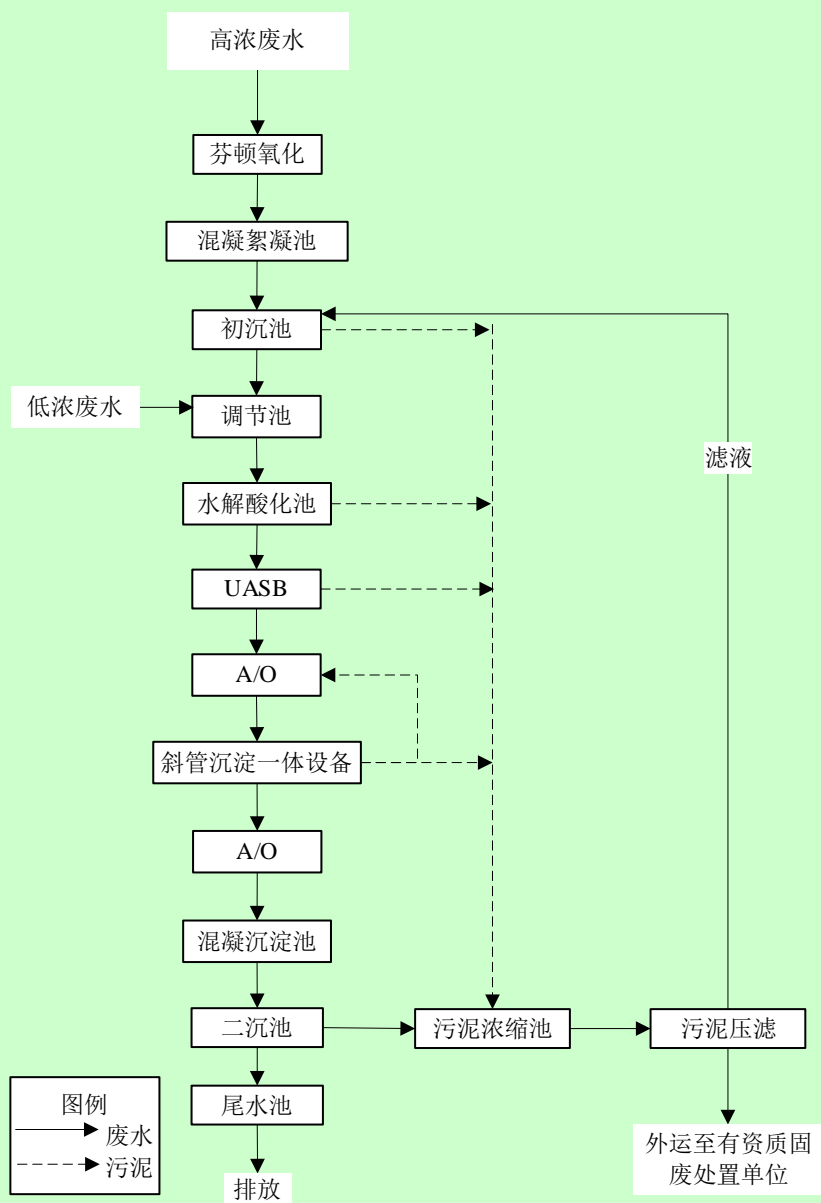 高浓废水
芬顿氧化
混凝絮凝池
初沉池
低浓废水
调节池
滤液
水解酸化池
UASB
A/O
斜管沉淀一体设备
A/O
混凝沉淀池
二沉池
污泥浓缩池
污泥压滤
尾水池
图例
废水
污泥
排放
外运至有资质固
废处置单位